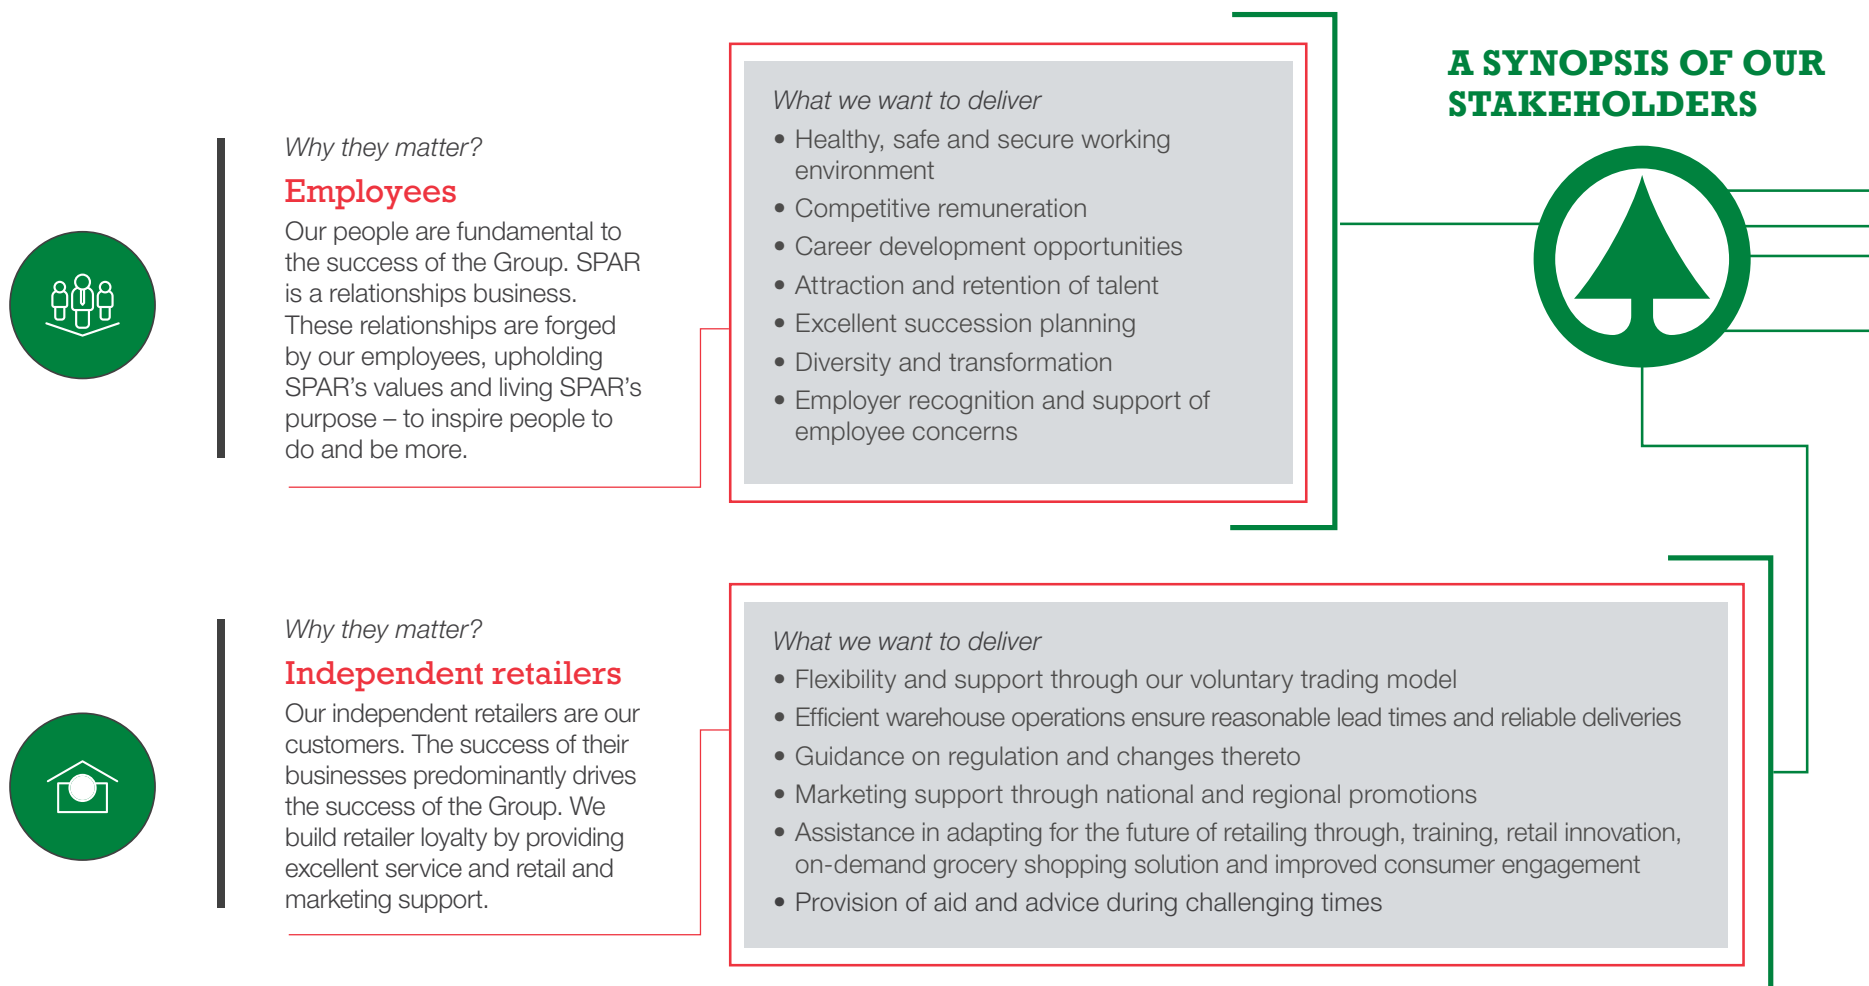 A SYNOPSIS OF OUR
STAKEHOLDERS
Why they matter?
Employees
Our people are fundamental to
the success of the Group. SPAR
is a relationships business.
These relationships are forged
by our employees, upholding
SPAR's values and living SPAR's
purpose – to inspire people to
do and be more.
What we want to deliver
• Healthy, safe and secure working
environment
• Competitive remuneration
• Career development opportunities
• Attraction and retention of talent
• Excellent succession planning
• Diversity and transformation
• Employer recognition and support of
employee concerns
Why they matter?
Independent retailers
Our independent retailers are our
customers. The success of their
businesses predominantly drives
the success of the Group. We
build retailer loyalty by providing
excellent service and retail and
marketing support.
What we want to deliver
• Flexibility and support through our voluntary trading model
• Efficient warehouse operations ensure reasonable lead times and reliable deliveries
• Guidance on regulation and changes thereto
• Marketing support through national and regional promotions
• Assistance in adapting for the future of retailing through, training, retail innovation,
on-demand grocery shopping solution and improved consumer engagement
• Provision of aid and advice during challenging times